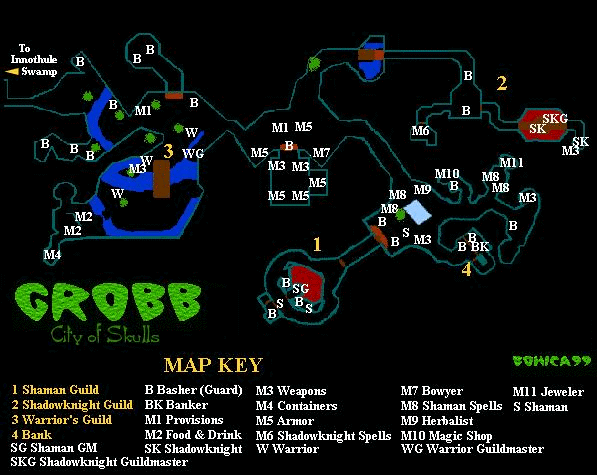 To
Innothule
Swamp
B
B
B
B
B
2
B
B
M1
B
SKG
SK
M6
W
M1
M5
SK
M3
B
B
B
B
W
3
WG
M5
B
M7
M11
M3
M3
M3
M10
M8
B
M8
M5
W
M5
M5
M8
M9
M3
M8
M2
M2
B
S
B
M3
B
B
B
BK
M4
1
4
B
SG
S
B
S
B
GROBB
City of Skulls
MAP KEY
BOHICA99
1 Shaman Guild
2 Shadowknight Guild
3 Warrior's Guild
4 Bank
SG Shaman GM
SKG Shadowknight Guildmaster
B Basher (Guard)
BK Banker
M1 Provisions
M2 Food & Drink
SK Shadowknight
M3 Weapons
M4 Containers
M5 Armor
M6 Shadowknight Spells
W Warrior
M7 Bowyer
M8 Shaman Spells
M9 Herbalist
M10 Magic Shop
WG Warrior Guildmaster
M11 Jeweler
S Shaman